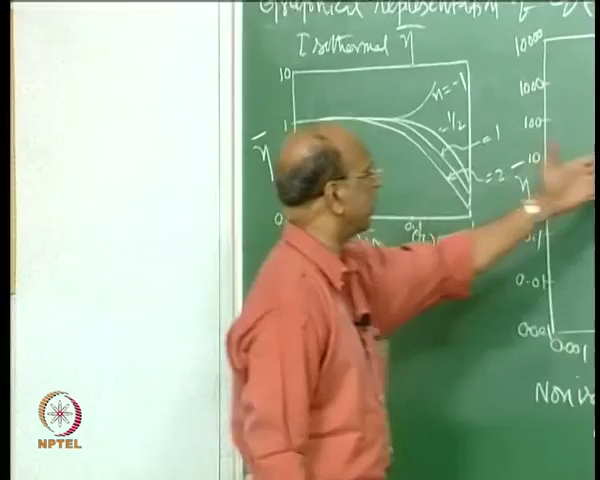 Graphical representation of
Isothermal η̄
10
1
η̄
n=-1
=1/2
=1
=2
0.1
10000
1000
100
10
η̄
0.1
0.01
0.001
0.001
NPTEL